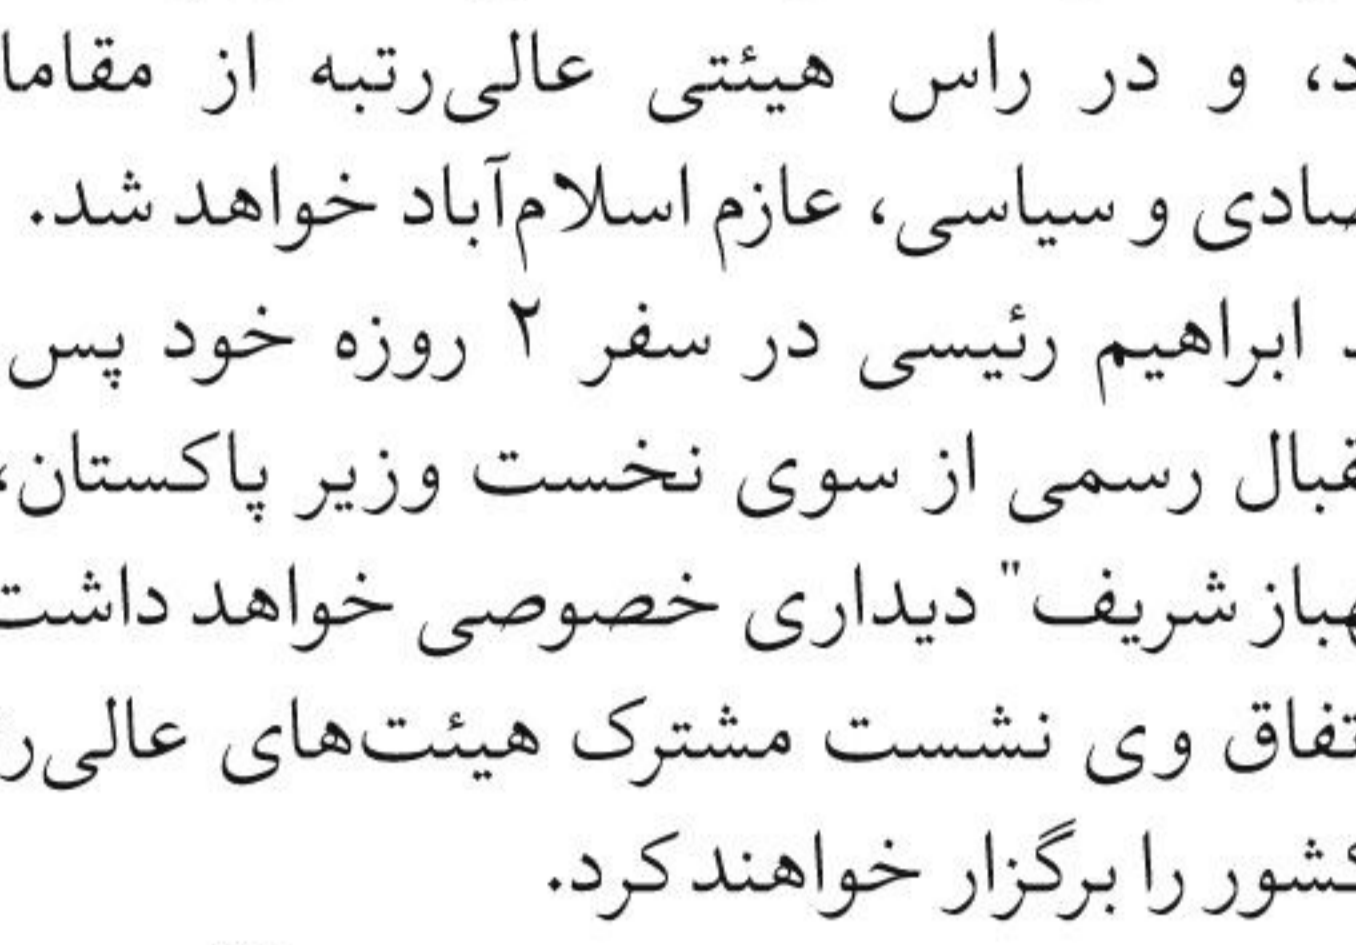 د، و در راس هیئتی عالی‌رتبه از مقاما
صادی و سیاسی، عازم اسلام‌آباد خواهد شد.
ابراهیم رئیسی در سفر ۲ روزه خود پس
قبال رسمی از سوی نخست وزیر پاکستان،
هباز شریف" دیداری خصوصی خواهد داشت
تفاق وی نشست مشترک هیئت‌های عالی‌ر
کشور را برگزار خواهند کرد.